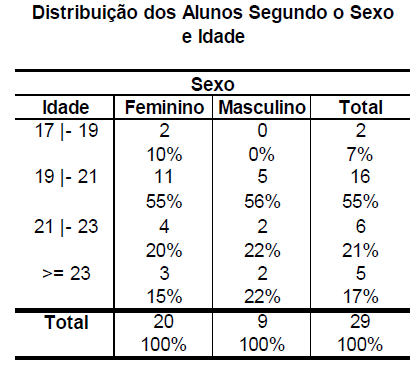 Distribuição dos Alunos Segundo o Sexo
e Idade
Sexo
Idade Feminino Masculino Total
17 |- 19 2 0 2
10% 0% 7%
19 |- 21 11 5 16
55% 56% 55%
21 |- 23 4 2 6
20% 22% 21%
>= 23 3 2 5
15% 22% 17%
Total 20 9 29
100% 100% 100%